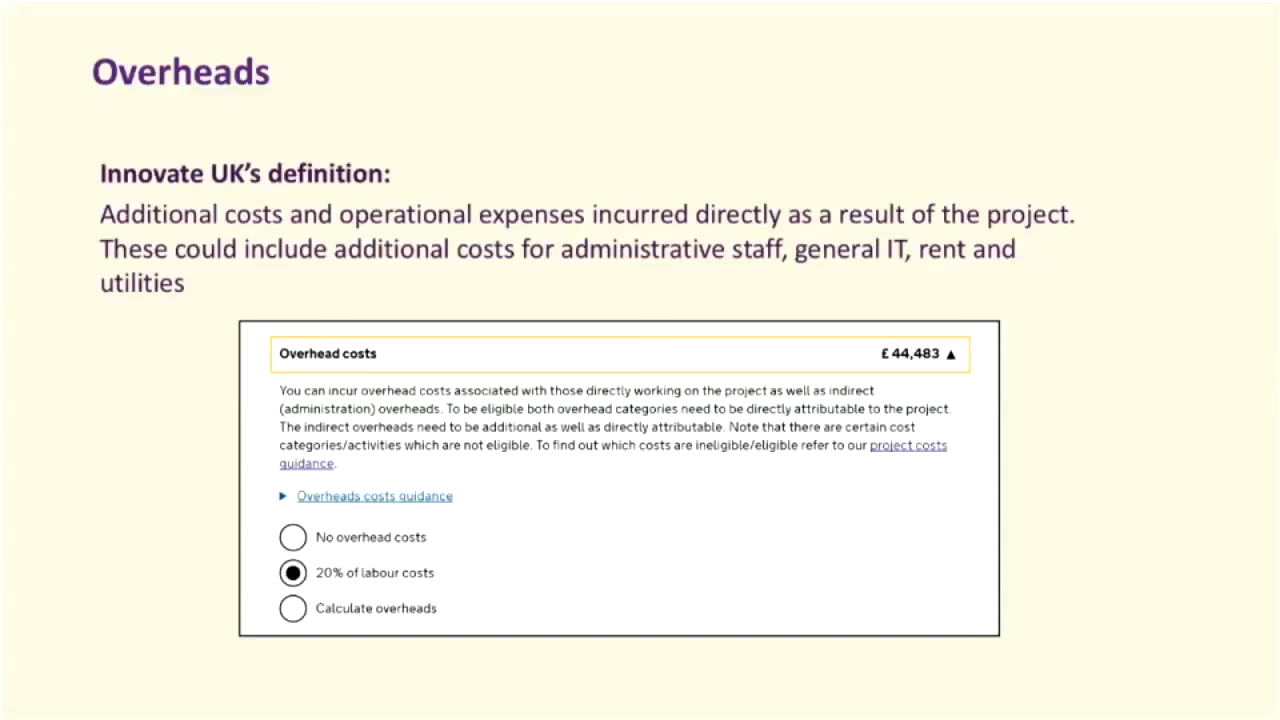 Overheads
Innovate UK’s definition:
Additional costs and operational expenses incurred directly as a result of the project.
These could include additional costs for administrative staff, general IT, rent and
utilities
Overhead costs £ 44,483 ▲
You can incur overhead costs associated with those directly working on the project as well as indirect
(administration) overheads. To be eligible both overhead categories need to be directly attributable to the project.
The indirect overheads need to be additional as well as directly attributable. Note that there are certain cost
categories/activities which are not eligible. To find out which costs are ineligible/eligible refer to our project costs
guidance.
Overheads costs guidance
No overhead costs
20% of labour costs
Calculate overheads